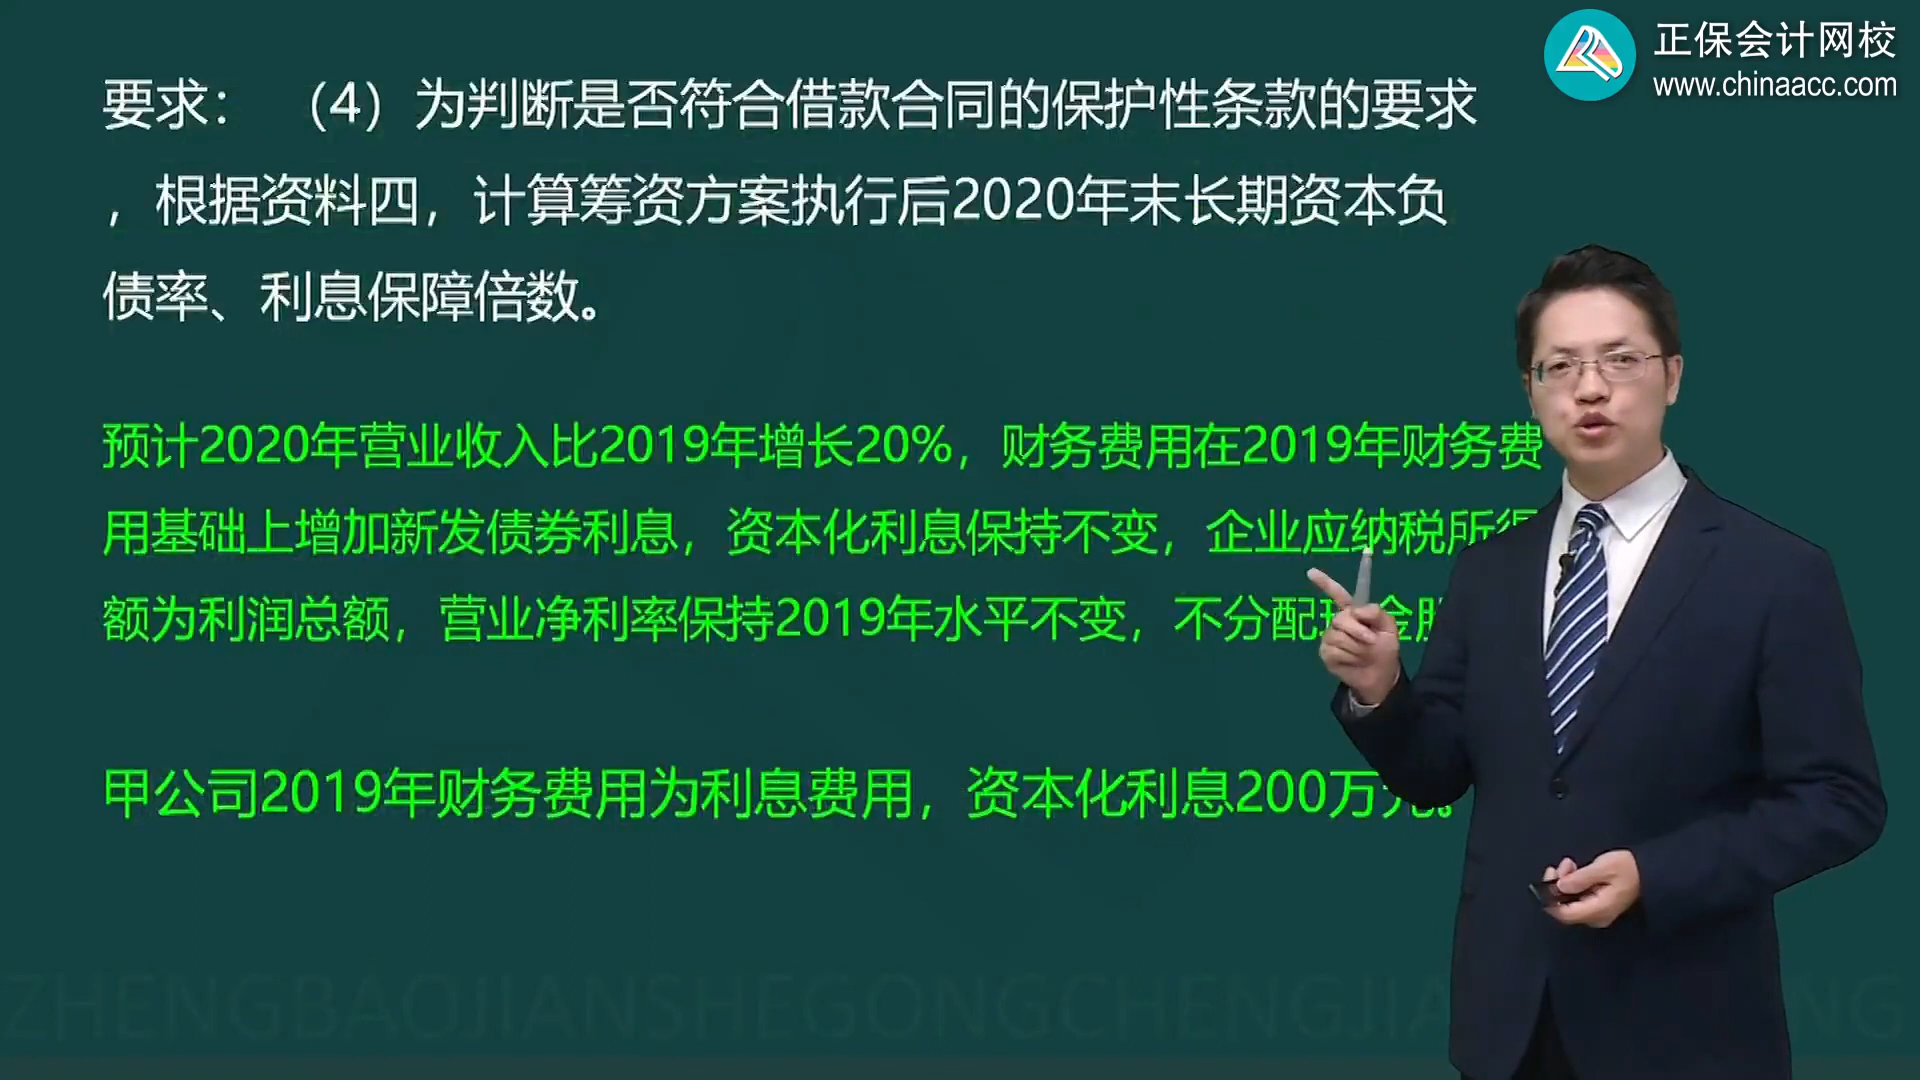 正保会计网校
www.chinaacc.com
要求：（4）为判断是否符合借款合同的保护性条款的要求
，根据资料四，计算筹资方案执行后2020年末长期资本负
债率、利息保障倍数。
预计2020年营业收入比2019年增长20%，财务费用在2019年财务费
用基础上增加新发债券利息，资本化利息保持不变，企业应纳税所得
额为利润总额，营业净利率保持2019年水平不变，不分配现金股
甲公司2019年财务费用为利息费用，资本化利息200万元。
ZHENGBAOJIANSHEGONGCHENGJIA
NG